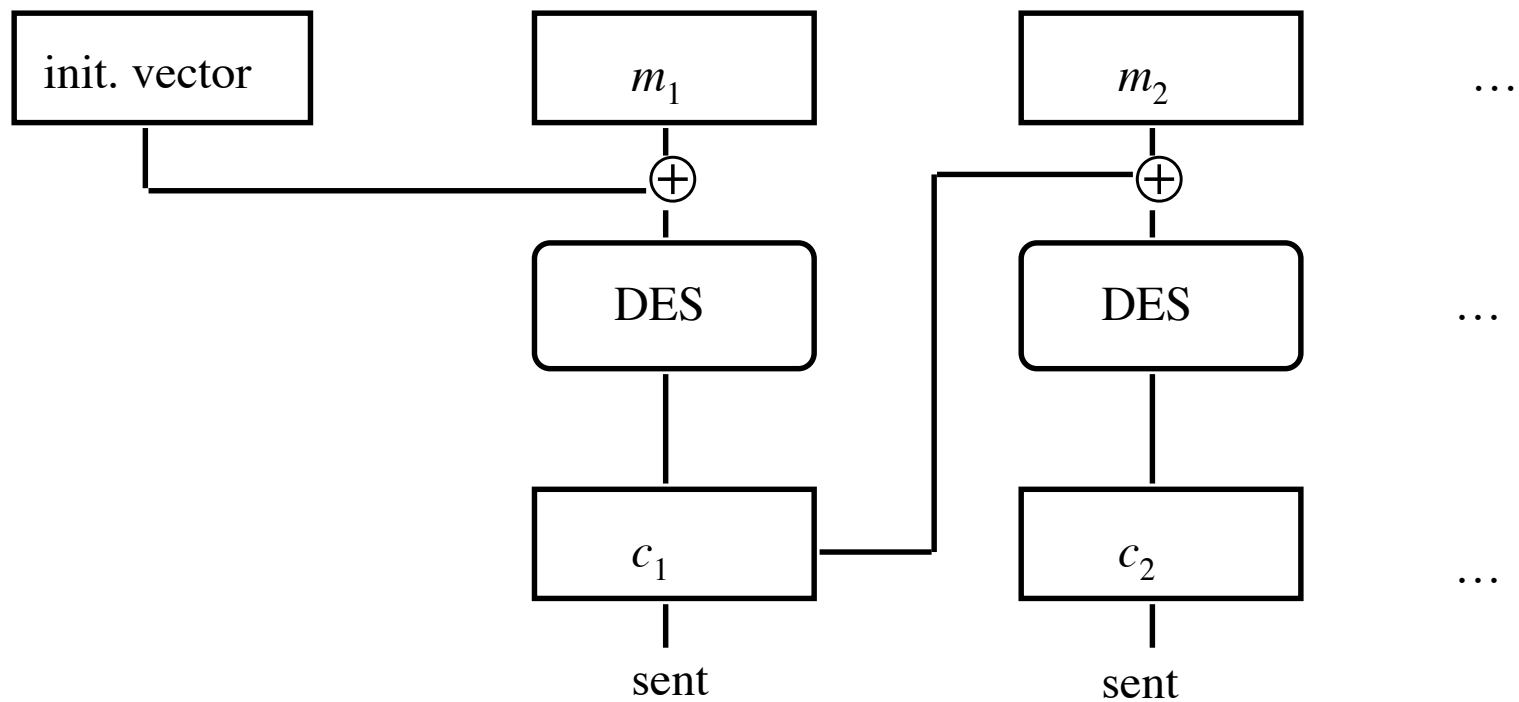 init. vector
m₁
m₂
…
⊕
⊕
DES
DES
…
c₁
c₂
…
sent
sent